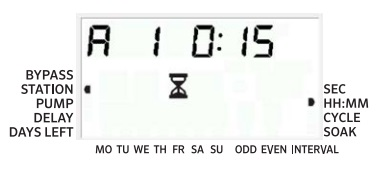 A 1 0:15
BYPASS
STATION
PUMP
DELAY
DAYS LEFT
SEC
HH:MM
CYCLE
SOAK
MO TU WE TH FR SA SU ODD EVEN INTERVAL